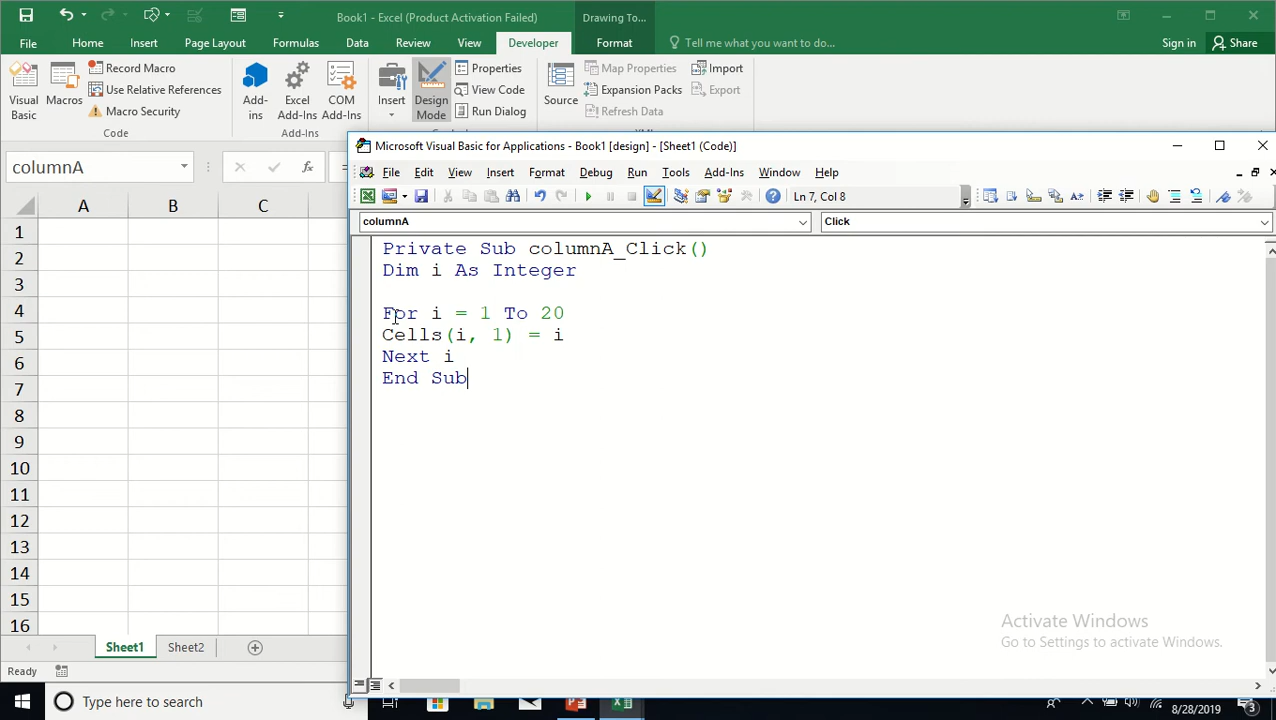 Book1 - Excel (Product Activation Failed)
Drawing To...
File Home Insert Page Layout Formulas Data Review View Developer Format Tell me what you want to do... Sign in Share
Visual Basic
Macros
Record Macro
Use Relative References
Macro Security
Code
Add-ins
Excel Add-Ins
COM Add-Ins
Add-Ins
Insert
Design Mode
Properties
View Code
Run Dialog
Source
Map Properties
Expansion Packs
Refresh Data
Import
Export
columnA
fx
A B C
1
2
3
4
5
6
7
8
9
10
11
12
13
14
15
16
Sheet1 Sheet2
Ready
Microsoft Visual Basic for Applications - Book1 [design] - [Sheet1 (Code)]
File Edit View Insert Format Debug Run Tools Add-Ins Window Help
Ln 7, Col 8
columnA Click
Private Sub columnA_Click()
Dim i As Integer
For i = 1 To 20
Cells(i, 1) = i
Next i
End Sub
Activate Windows
Go to Settings to activate Windows.
Type here to search
8/28/2019
3